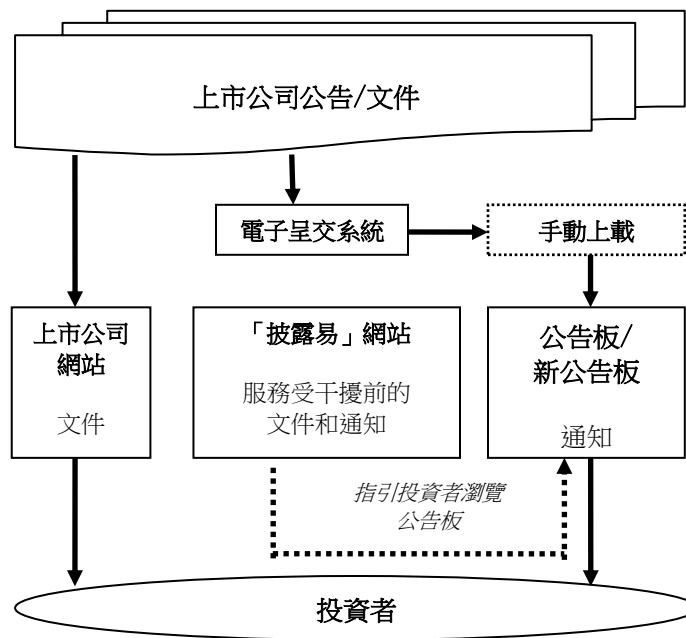 上市公司公告/文件
電子呈交系統
手動上載
上市公司
網站
文件
「披露易」網站
服務受干擾前的
文件和通知
公告板/
新公告板
通知
指引投資者瀏覽
公告板
投資者